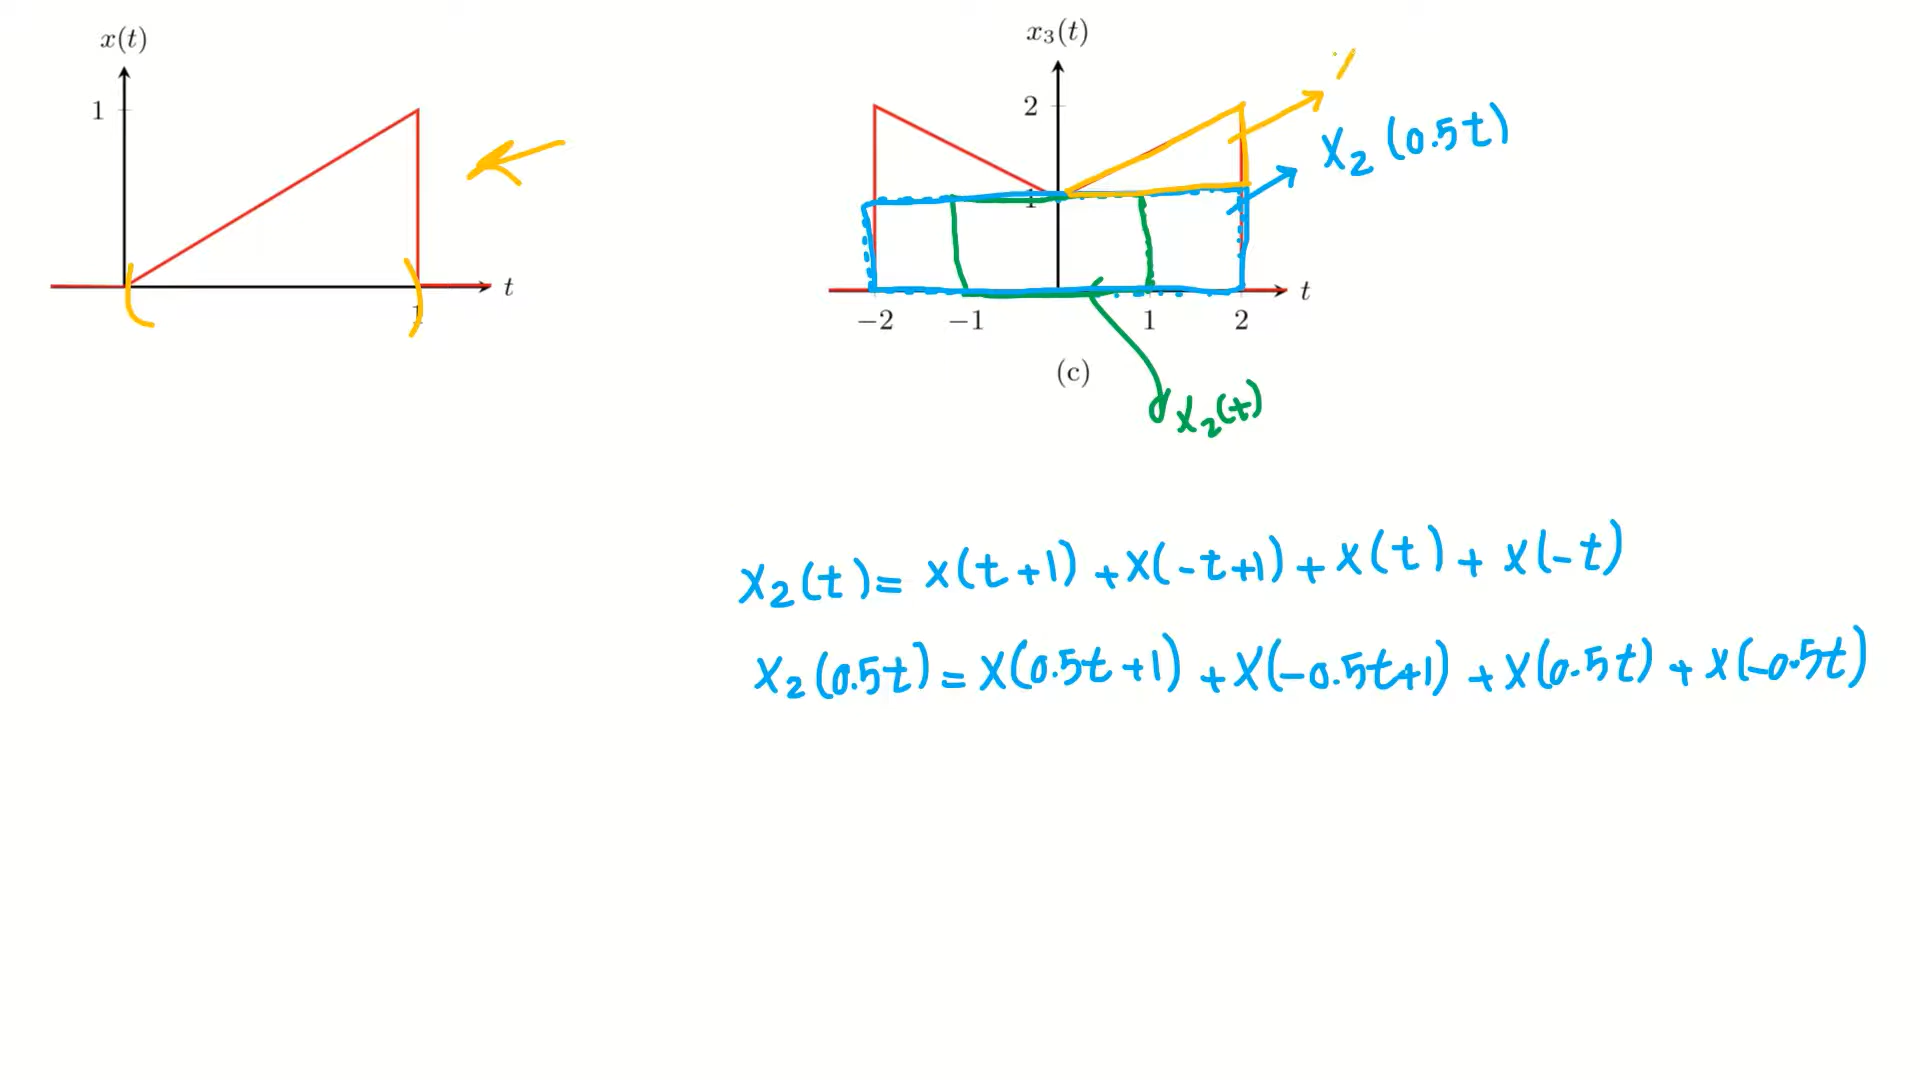 x(t)
1
t
1
x₃(t)
2
1
t
−2 −1 1 2
(c)
X₂(0.5t)
X₂(t)
X₂(t) = X(t+1) + X(-t+1) + X(t) + X(-t)
X₂(0.5t) = X(0.5t+1) + X(-0.5t+1) + X(0.5t) + X(-0.5t)